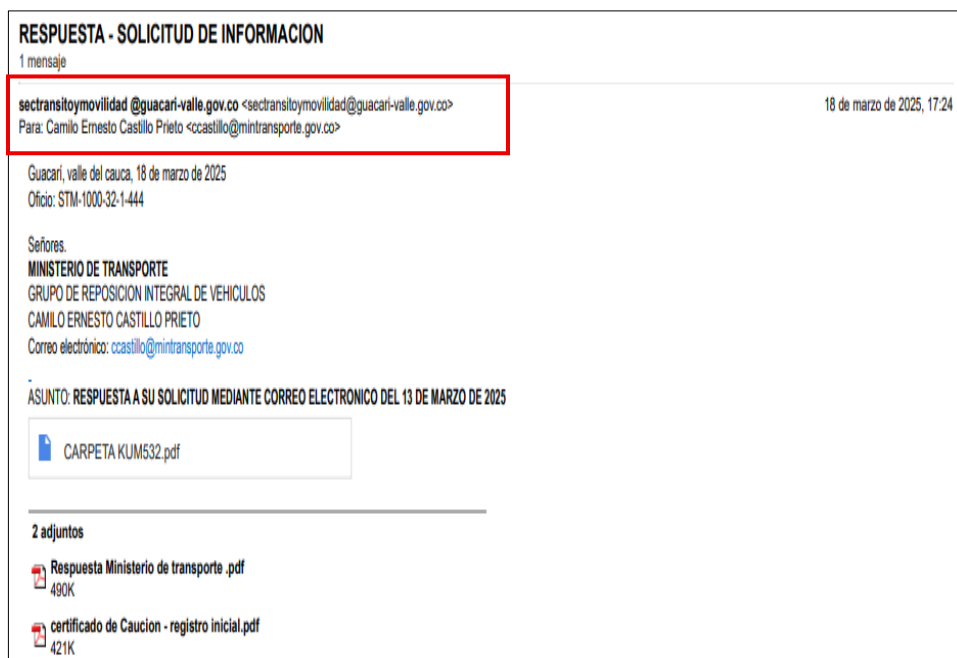 RESPUESTA - SOLICITUD DE INFORMACION
1 mensaje
sectransitoymovilidad @guacari-valle.gov.co <sectransitoymovilidad@guacari-valle.gov.co> 18 de marzo de 2025, 17:24
Para: Camilo Ernesto Castillo Prieto <ccastillo@mintransporte.gov.co>
Guacarí, valle del cauca, 18 de marzo de 2025
Oficio: STM-1000-32-1-444
Señores.
MINISTERIO DE TRANSPORTE
GRUPO DE REPOSICION INTEGRAL DE VEHICULOS
CAMILO ERNESTO CASTILLO PRIETO
Correo electrónico: ccastillo@mintransporte.gov.co
ASUNTO: RESPUESTA A SU SOLICITUD MEDIANTE CORREO ELECTRONICO DEL 13 DE MARZO DE 2025
CARPETA KUM532.pdf
2 adjuntos
Respuesta Ministerio de transporte .pdf
490K
certificado de Caucion - registro inicial.pdf
421K